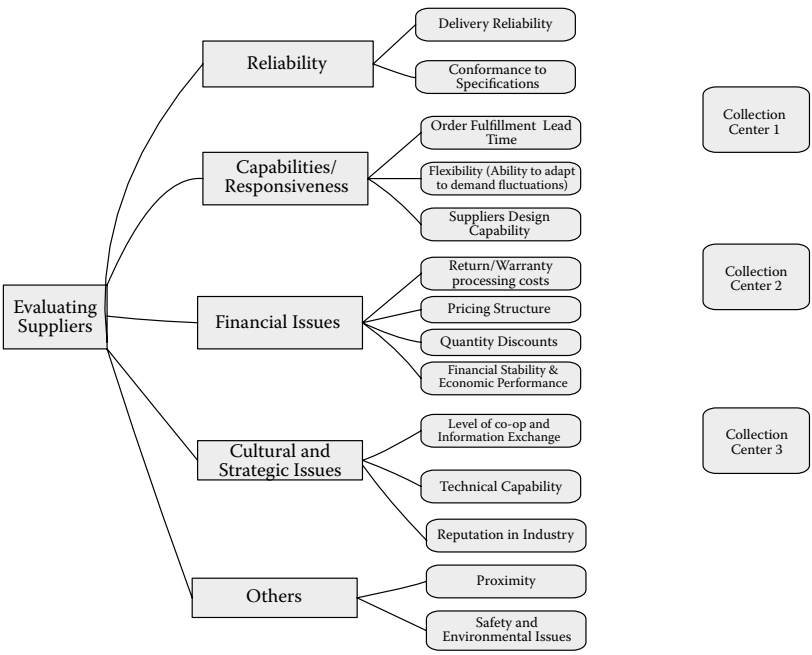 Evaluating
Suppliers
Reliability
Delivery Reliability
Conformance to
Specifications
Capabilities/
Responsiveness
Order Fulfillment Lead
Time
Flexibility (Ability to adapt
to demand fluctuations)
Suppliers Design
Capability
Financial Issues
Return/Warranty
processing costs
Pricing Structure
Quantity Discounts
Financial Stability &
Economic Performance
Cultural and
Strategic Issues
Level of co-op and
Information Exchange
Technical Capability
Reputation in Industry
Others
Proximity
Safety and
Environmental Issues
Collection
Center 1
Collection
Center 2
Collection
Center 3